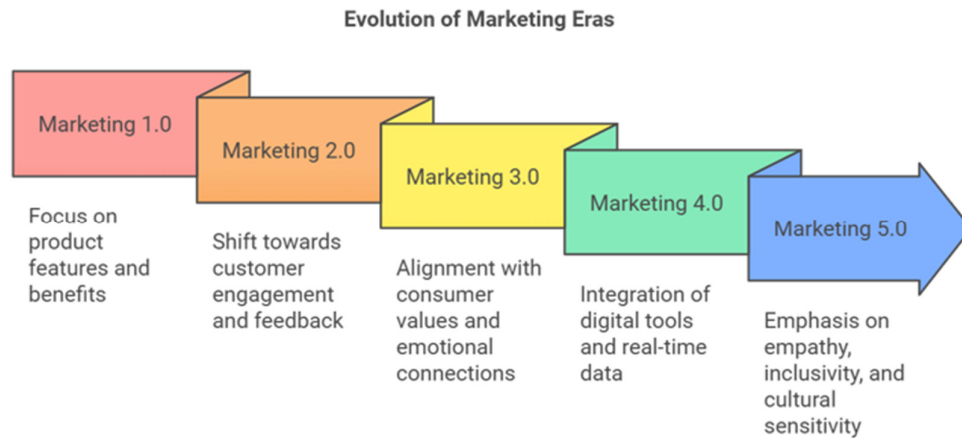 Evolution of Marketing Eras
Marketing 1.0
Focus on
product
features and
benefits
Marketing 2.0
Shift towards
customer
engagement
and feedback
Marketing 3.0
Alignment with
consumer
values and
emotional
connections
Marketing 4.0
Integration of
digital tools
and real-time
data
Marketing 5.0
Emphasis on
empathy,
inclusivity, and
cultural
sensitivity